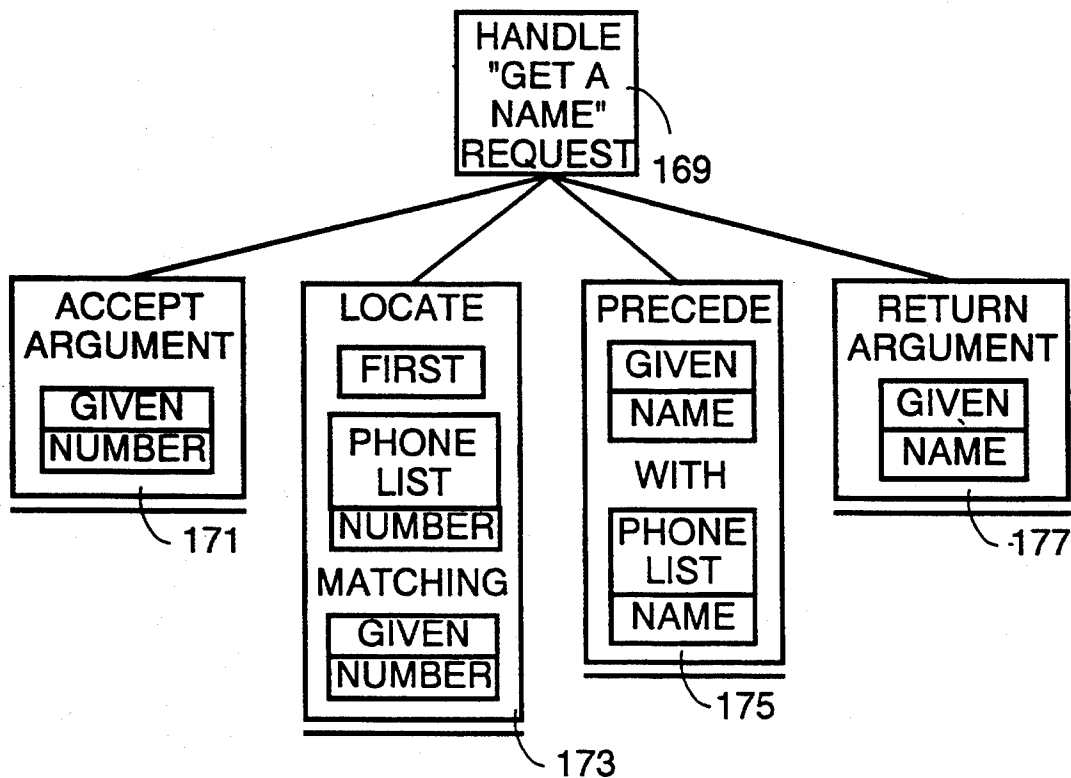 HANDLE
"GET A
NAME"
REQUEST
169
ACCEPT
ARGUMENT
GIVEN
NUMBER
171
LOCATE
FIRST
PHONE
LIST
NUMBER
MATCHING
GIVEN
NUMBER
173
PRECEDE
GIVEN
NAME
WITH
PHONE
LIST
NAME
175
RETURN
ARGUMENT
GIVEN
NAME
177